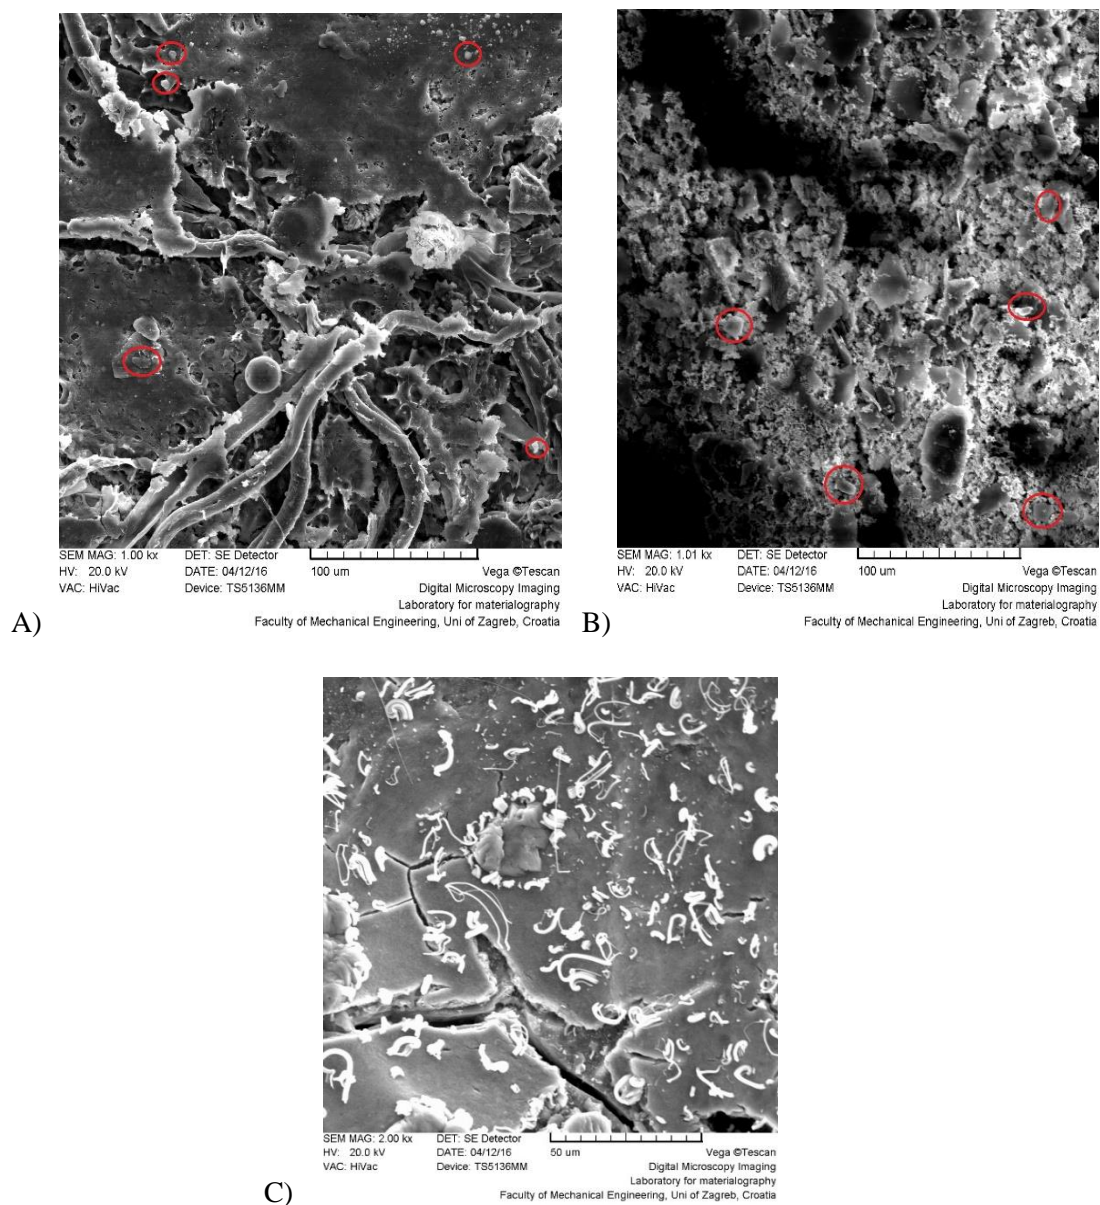 SEM MAG: 1.00 kx DET: SE Detector
HV: 20.0 kV DATE: 04/12/16 100 um Vega ©Tescan
VAC: HiVac Device: TS5136MM Digital Microscopy Imaging
Laboratory for materialography
Faculty of Mechanical Engineering, Uni of Zagreb, Croatia
A)
SEM MAG: 1.01 kx DET: SE Detector
HV: 20.0 kV DATE: 04/12/16 100 um Vega ©Tescan
VAC: HiVac Device: TS5136MM Digital Microscopy Imaging
Laboratory for materialography
Faculty of Mechanical Engineering, Uni of Zagreb, Croatia
B)
SEM MAG: 2.00 kx DET: SE Detector
HV: 20.0 kV DATE: 04/12/16 50 um Vega ©Tescan
VAC: HiVac Device: TS5136MM Digital Microscopy Imaging
Laboratory for materialography
Faculty of Mechanical Engineering, Uni of Zagreb, Croatia
C)